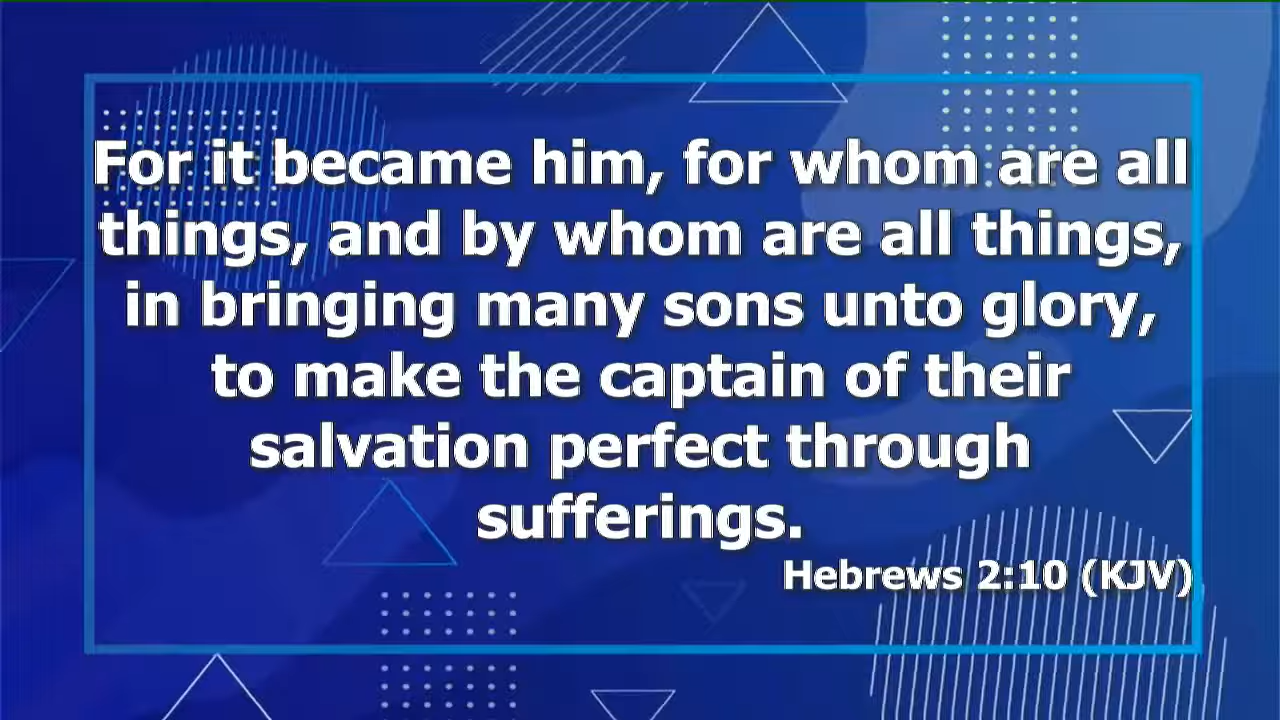 For it became him, for whom are all
things, and by whom are all things,
in bringing many sons unto glory,
to make the captain of their
salvation perfect through
sufferings.
Hebrews 2:10 (KJV)